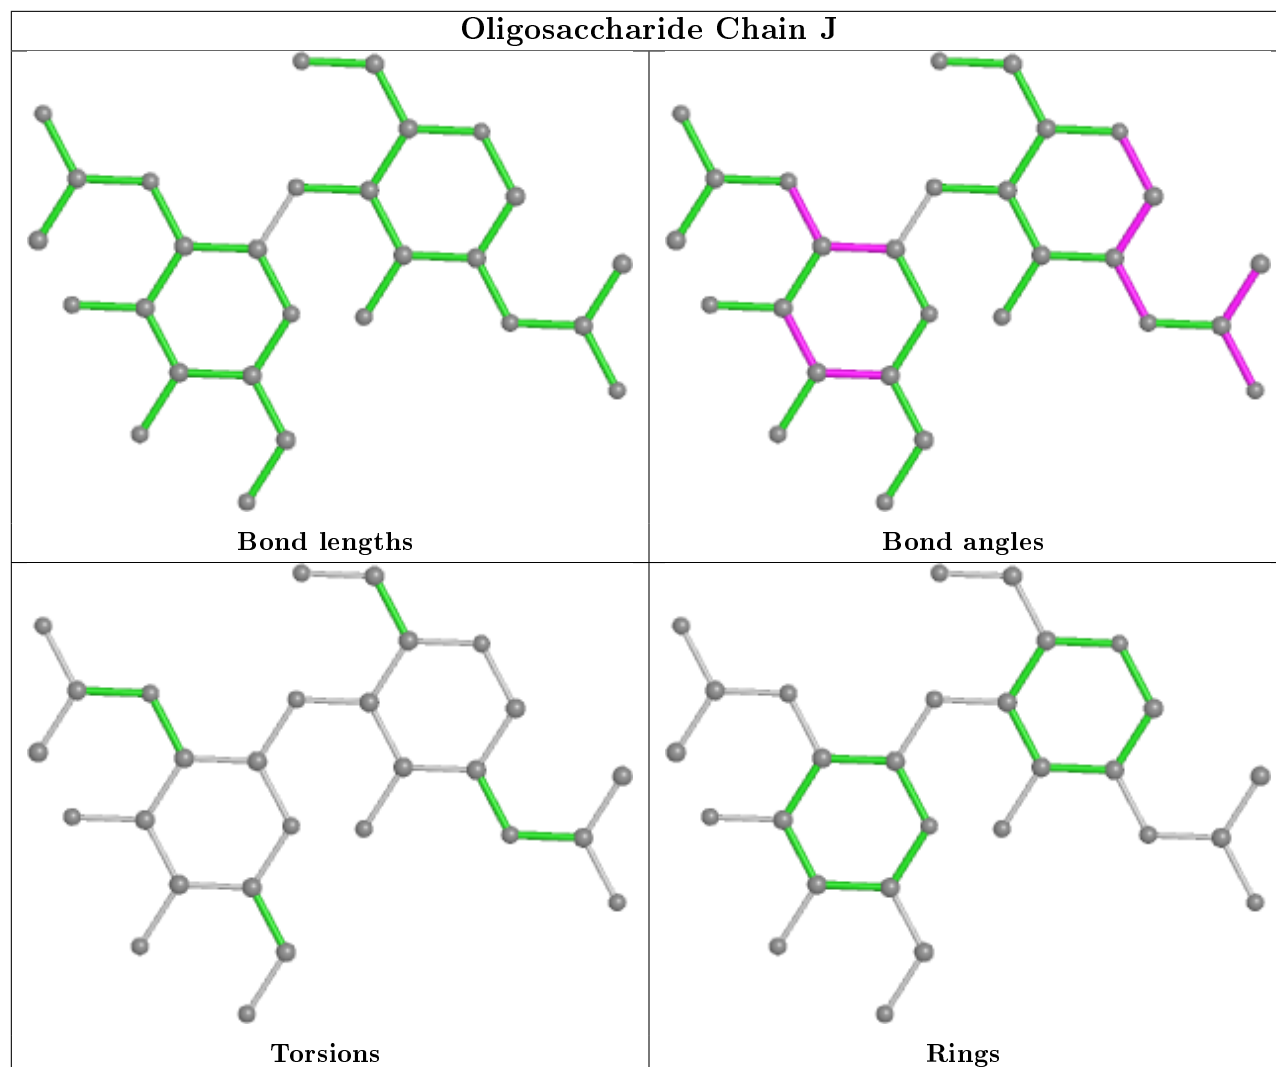 Oligosaccharide Chain J
Bond lengths
Bond angles
Torsions
Rings